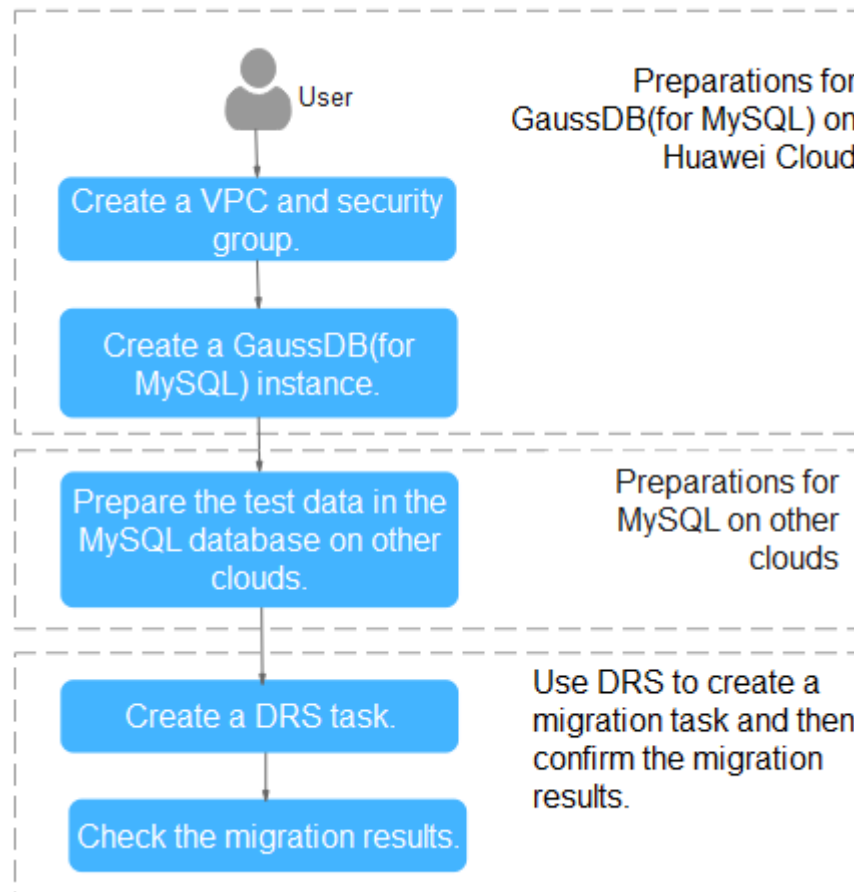 User
Preparations for
GaussDB(for MySQL) on
Huawei Cloud
Create a VPC and security
group.
Create a GaussDB(for
MySQL) instance.
Prepare the test data in the
MySQL database on other
clouds.
Preparations for
MySQL on other
clouds
Use DRS to create a
migration task and then
confirm the migration
results.
Create a DRS task.
Check the migration results.